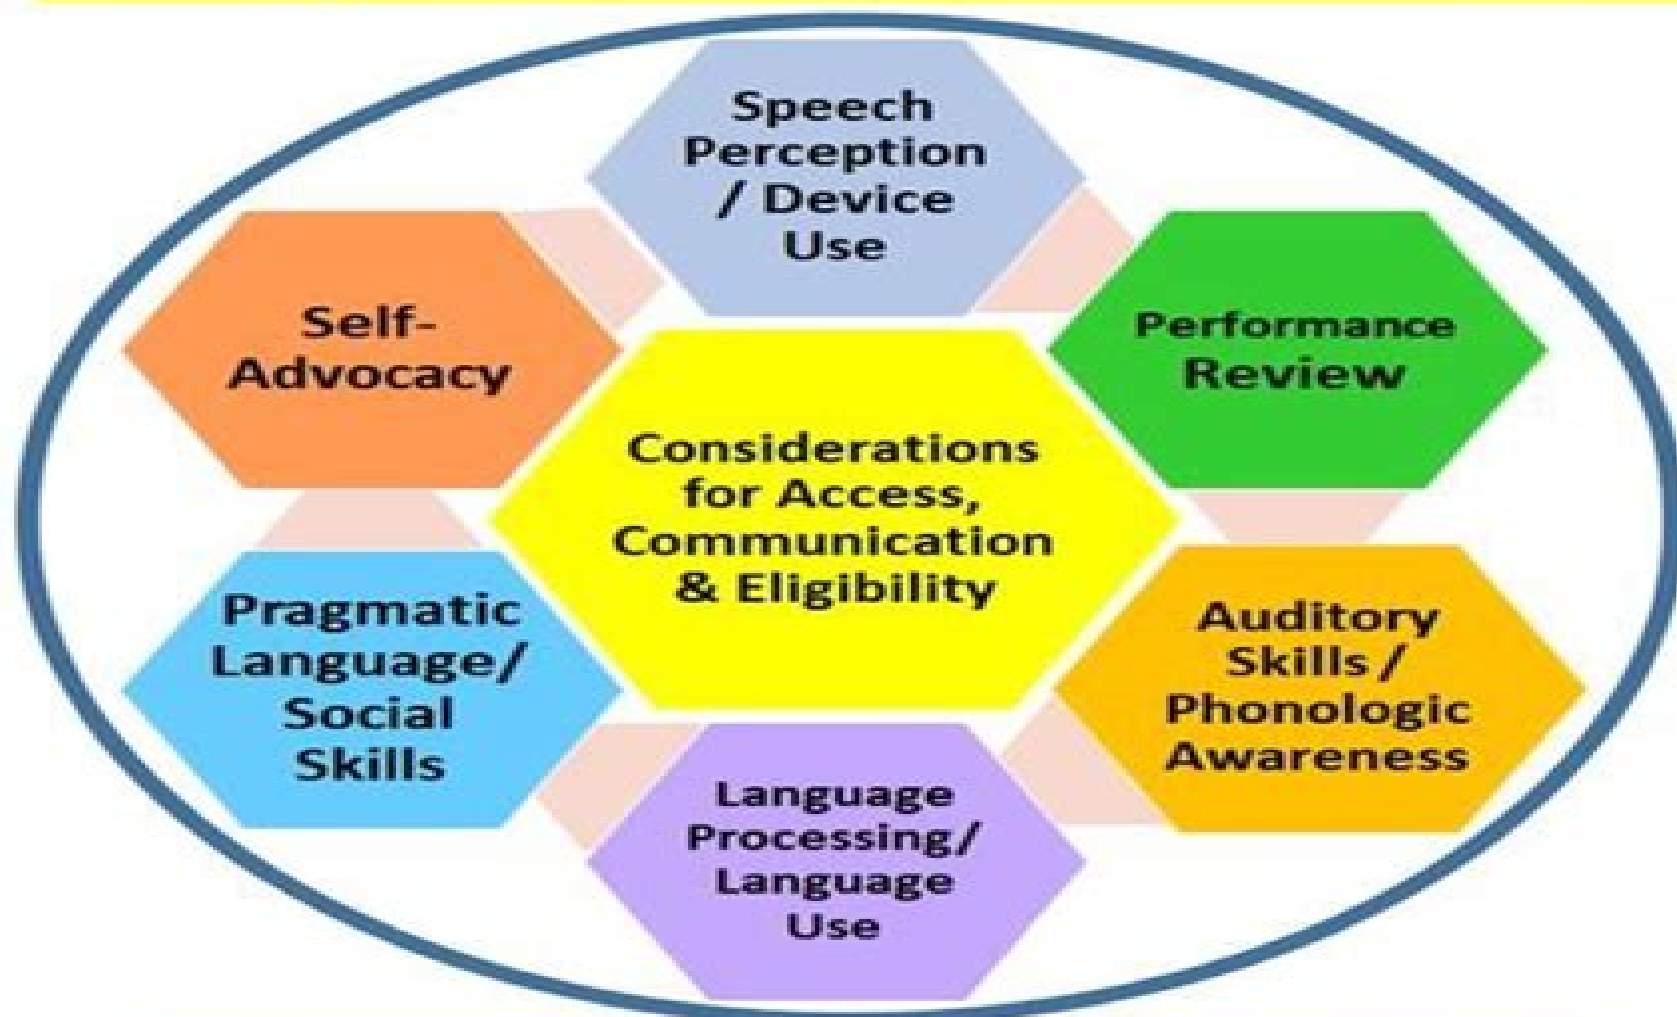 Speech
Perception
/ Device
Use
Performance
Review
Auditory
Skills /
Phonologic
Awareness
Language
Processing/
Language
Use
Pragmatic
Language/
Social
Skills
Self-
Advocacy
Considerations
for Access,
Communication
& Eligibility